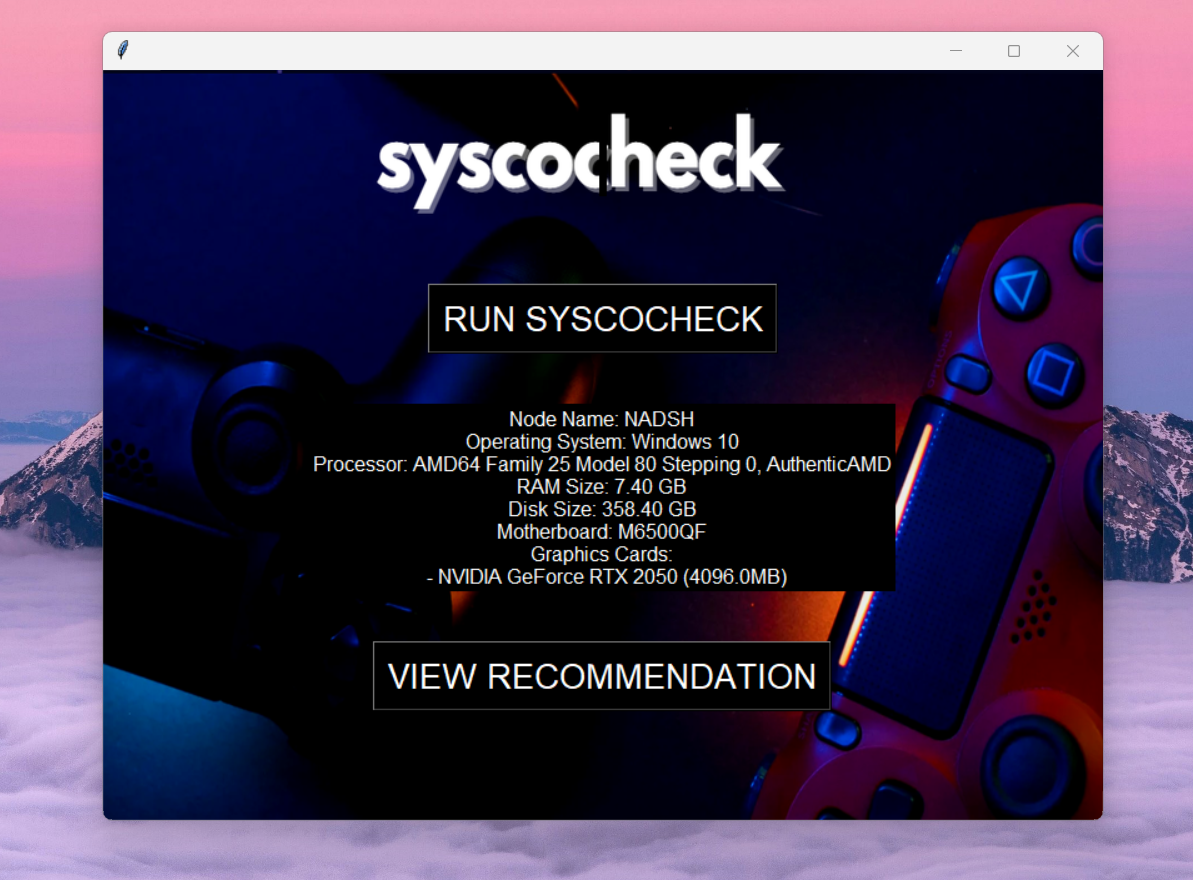 syscocheck
RUN SYSCOCHECK
Node Name: NADSH
Operating System: Windows 10
Processor: AMD64 Family 25 Model 80 Stepping 0, AuthenticAMD
RAM Size: 7.40 GB
Disk Size: 358.40 GB
Motherboard: M6500QF
Graphics Cards:
- NVIDIA GeForce RTX 2050 (4096.0MB)
VIEW RECOMMENDATION